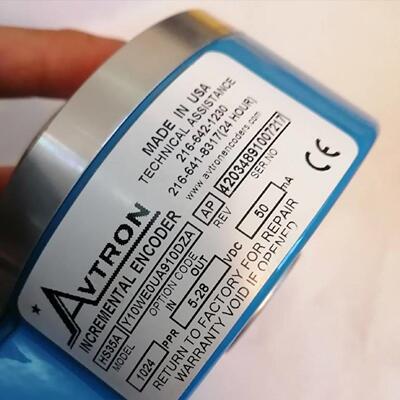 MADE IN USA
TECHNICAL ASSISTANCE
216-642-1230
216-641-8317(24 HOUR)
www.avtronencoders.com
AVTRON
INCREMENTAL ENCODER
HS35A Y10WE0UA910DZA AP 42034891007217
MODEL OPTION CODE REV SER.NO
1024 PPR IN 5-28 OUT VDC 50 mA
RETURN TO FACTORY FOR REPAIR
WARRANTY VOID IF OPENED
CE